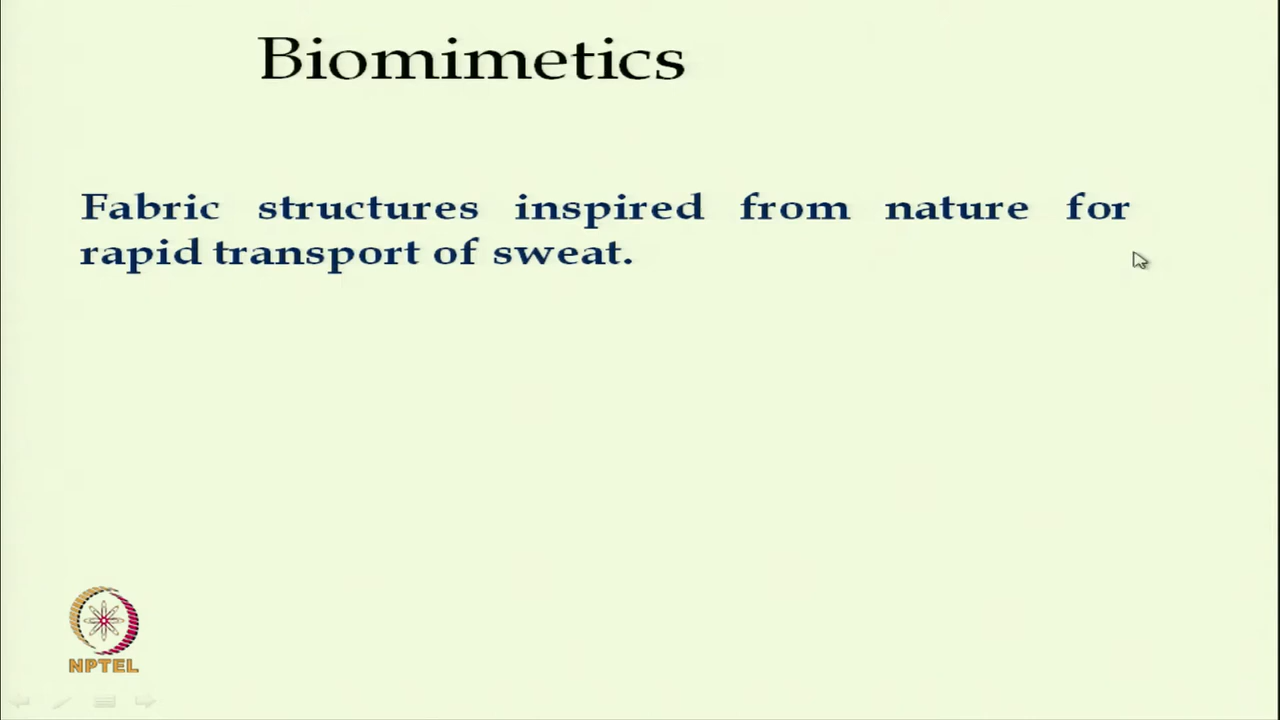 Biomimetics
Fabric structures inspired from nature for
rapid transport of sweat.
NPTEL